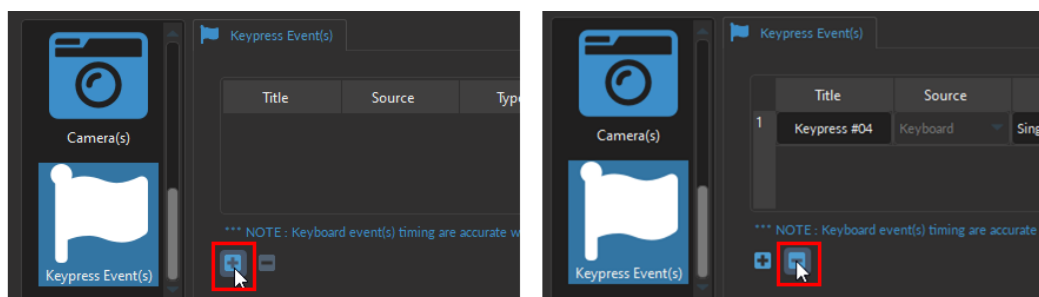 Keypress Event(s)
Title Source Type
Camera(s)
*** NOTE : Keyboard event(s) timing are accurate w
Keypress Event(s)
Keypress Event(s)
Title Source
1 Keypress #04 Keyboard Sing
Camera(s)
*** NOTE : Keyboard event(s) timing are accurate
Keypress Event(s)